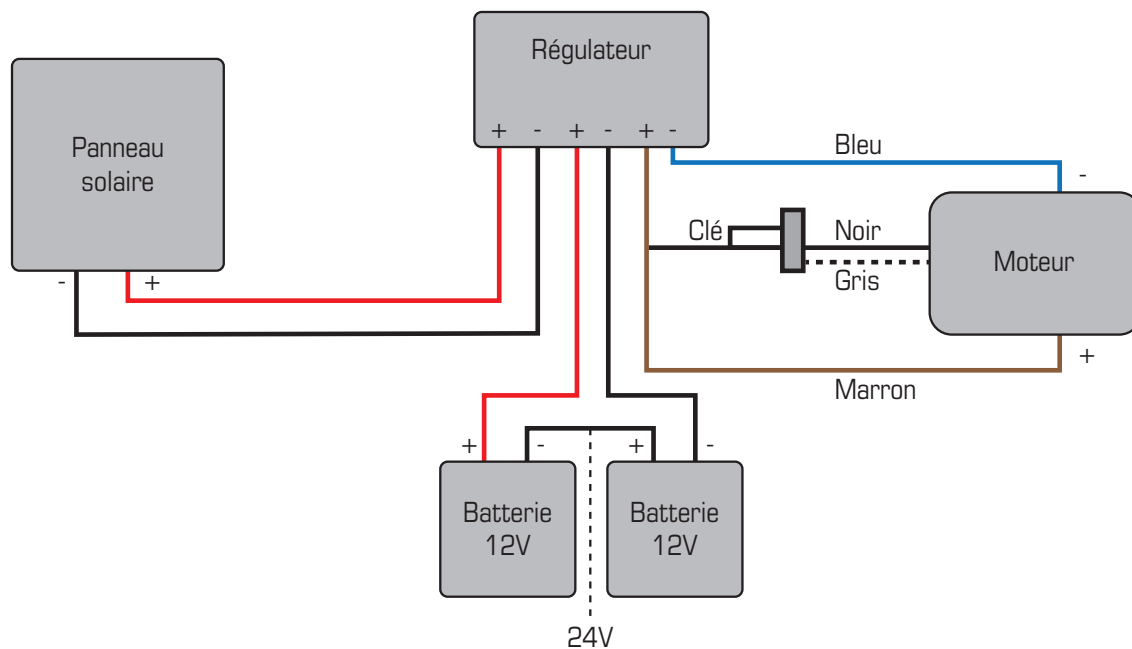 Régulateur
+ - + - + -
Panneau
solaire
- +
Bleu
-
Clé
Noir
Gris
Moteur
+
Marron
+ - + -
Batterie
12V
Batterie
12V
24V